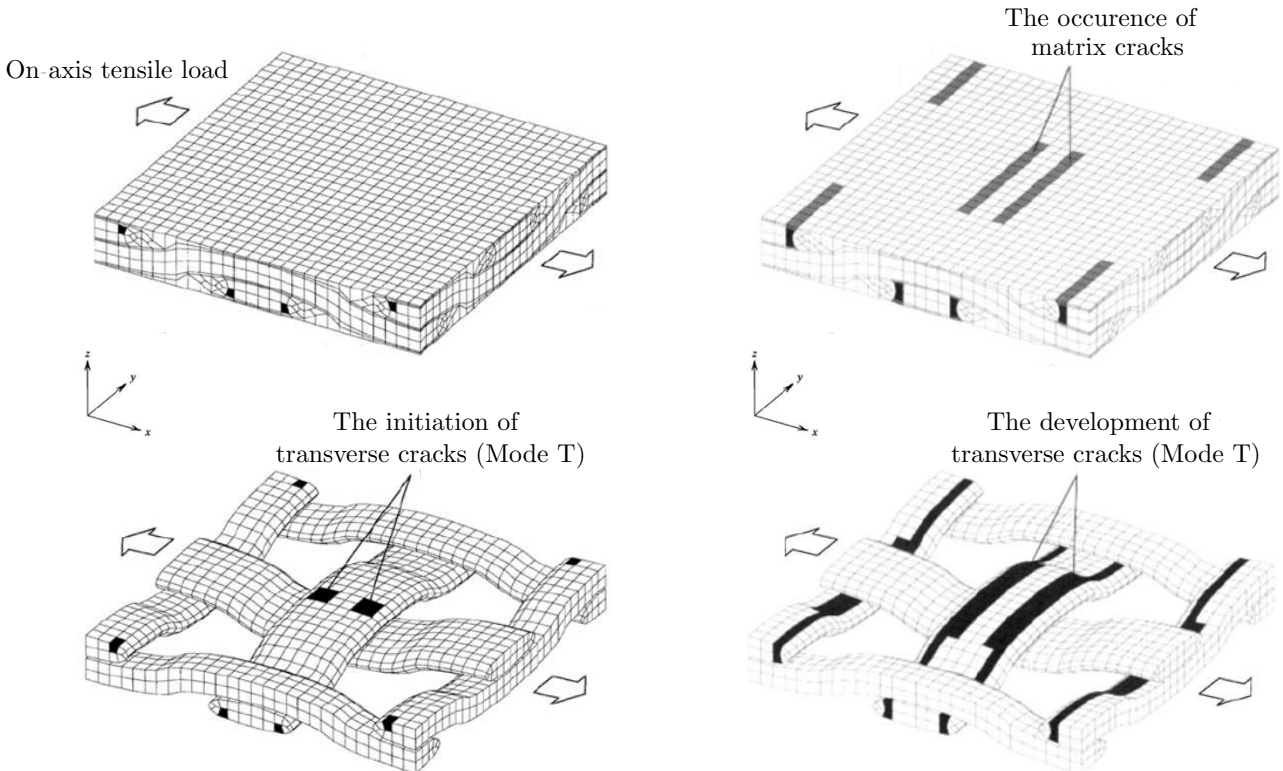 The occurence of
matrix cracks
On-axis tensile load
z
y
x
z
y
x
The initiation of
transverse cracks (Mode T)
The development of
transverse cracks (Mode T)